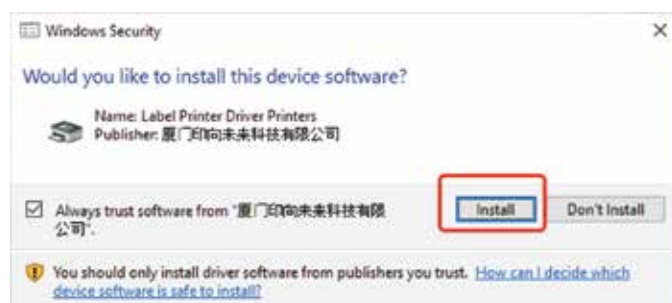 Windows Security
Would you like to install this device software?
Name: Label Printer Driver Printers
Publisher: 厦门印向未来科技有限公司
Always trust software from "厦门印向未来科技有限
公司".
Install
Don't Install
You should only install driver software from publishers you trust. How can I decide which
device software is safe to install?